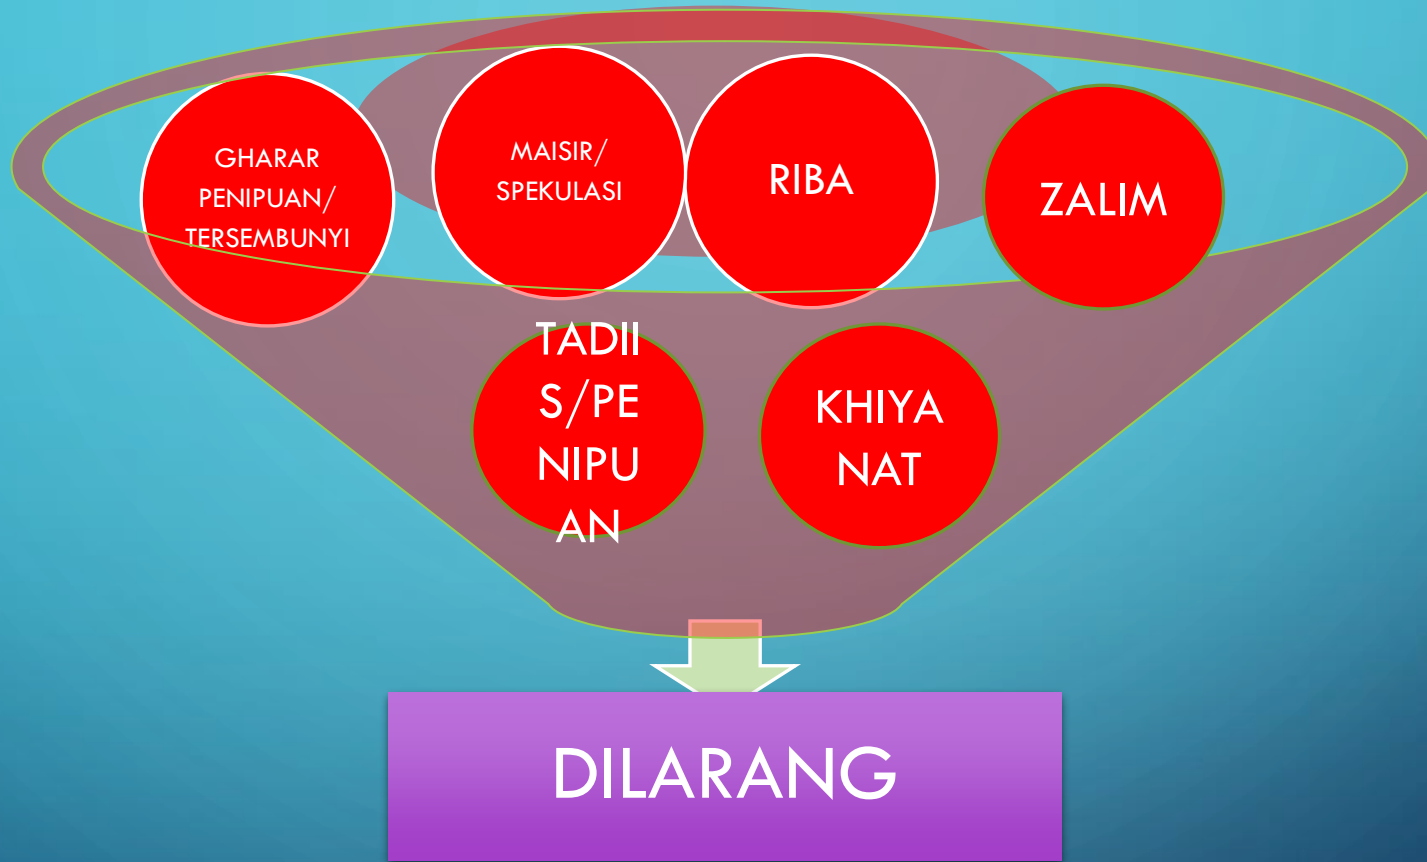 GHARAR
PENIPUAN/
TERSEMBUNYI
MAISIR/
SPEKULASI
RIBA
ZALIM
TADII
S/PE
NIPU
AN
KHIYA
NAT
DILARANG